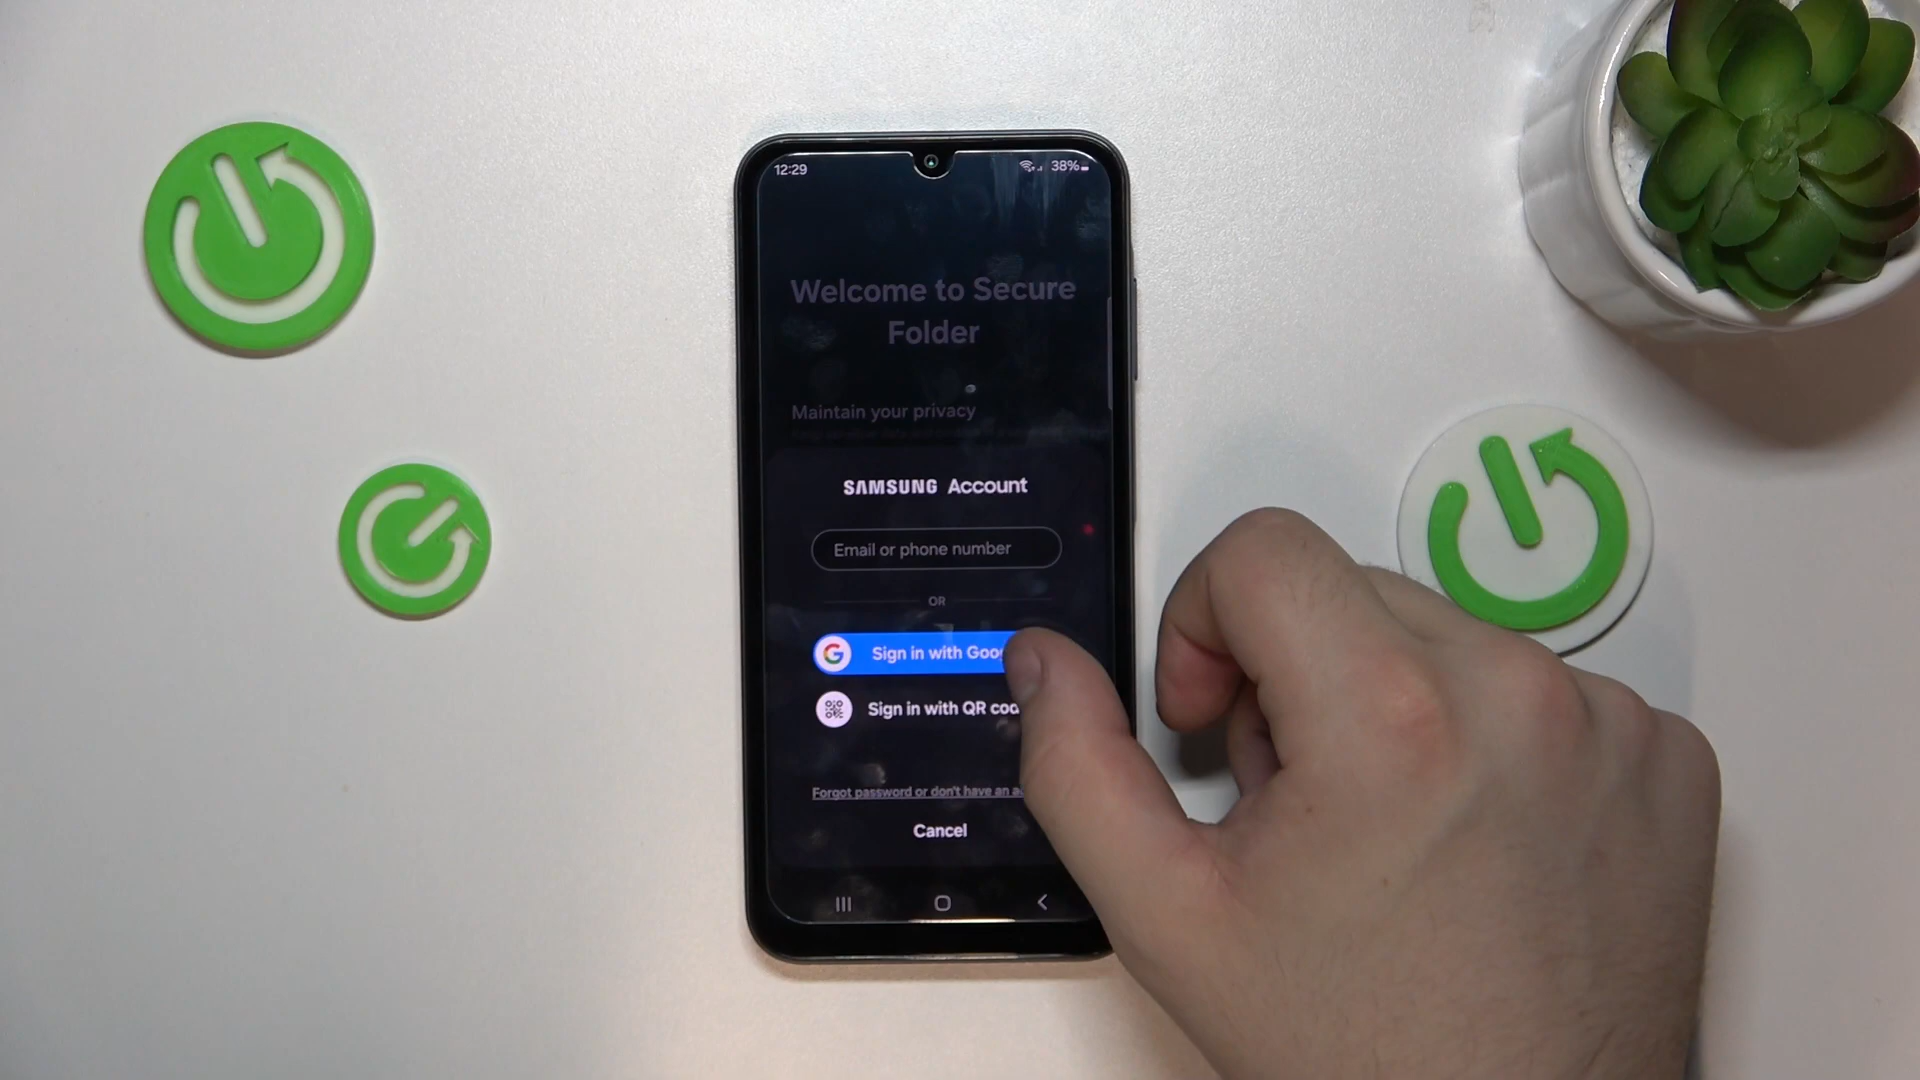 12:29
38%
Welcome to Secure
Folder
Maintain your privacy
SAMSUNG Account
Email or phone number
OR
G Sign in with Goo
Sign in with QR cod
Forgot password or don't have an a
Cancel